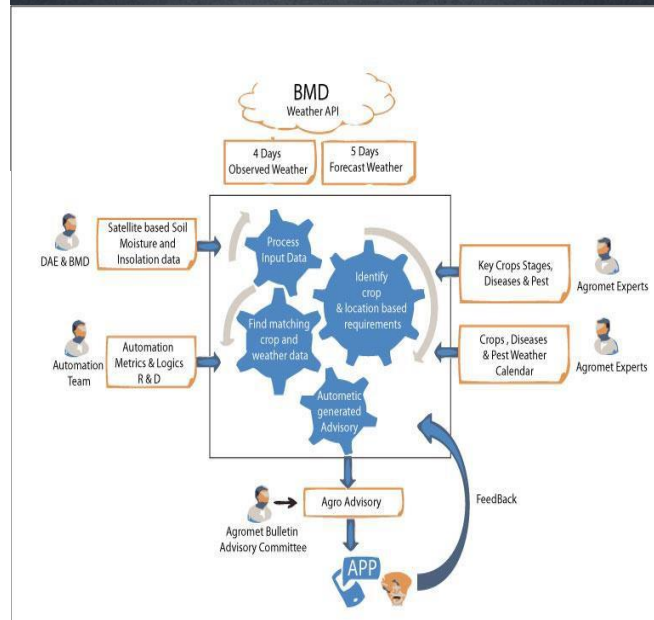 BMD
Weather API
4 Days
Observed Weather
5 Days
Forecast Weather
DAE & BMD
Satellite based Soil
Moisture and
Insolation data
Process
Input Data
Identify
crop
& location based
requirements
Key Crops Stages,
Diseases & Pest
Agromet Experts
Find matching
crop and
weather data
Automation
Team
Automation
Metrics & Logics
R & D
Crops , Diseases
& Pest Weather
Calendar
Agromet Experts
Autometic
generated
Advisory
Agro Advisory
FeedBack
Agromet Bulletin
Advisory Committee
APP